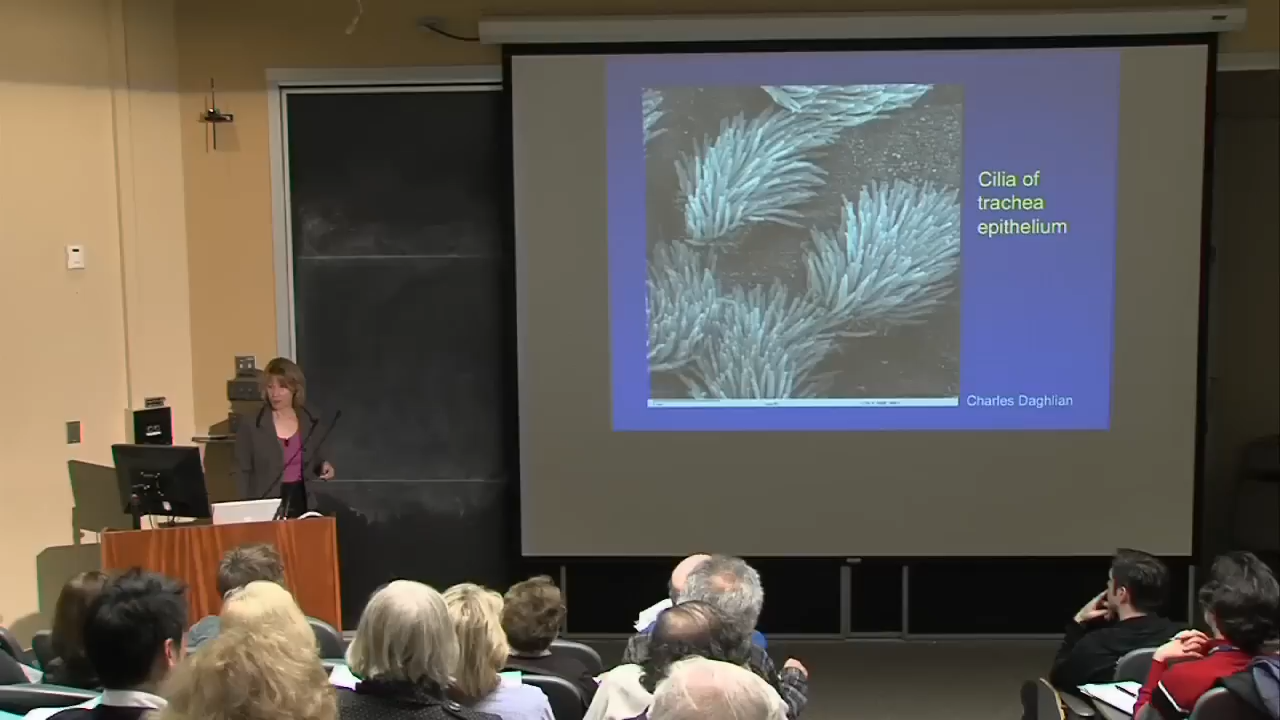 Cilia of
trachea
epithelium
Charles Daghlian